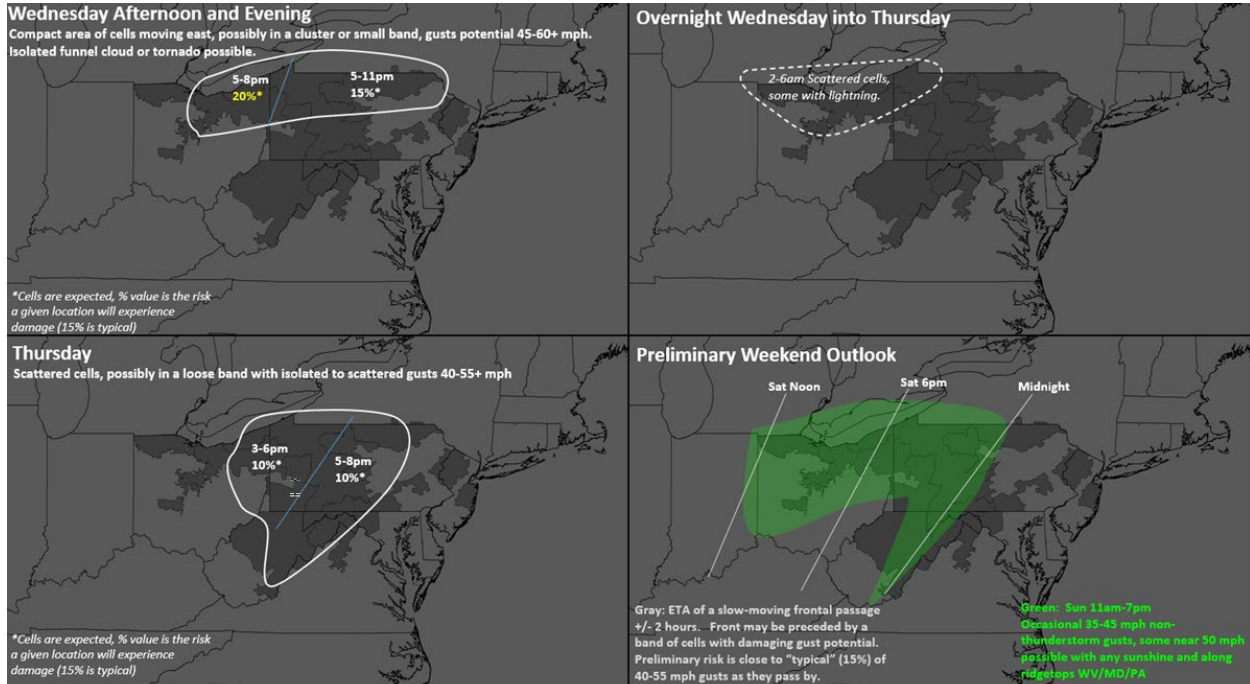 Wednesday Afternoon and Evening
Compact area of cells moving east, possibly in a cluster or small band, gusts potential 45-60+ mph.
Isolated funnel cloud or tornado possible.
5-8pm
20%*
5-11pm
15%*
*Cells are expected, % value is the risk
a given location will experience
damage (15% is typical)
Overnight Wednesday into Thursday
2-6am Scattered cells,
some with lightning.
Thursday
Scattered cells, possibly in a loose band with isolated to scattered gusts 40-55+ mph
3-6pm
10%*
5-8pm
10%*
*Cells are expected, % value is the risk
a given location will experience
damage (15% is typical)
Preliminary Weekend Outlook
Sat Noon
Sat 6pm
Midnight
Gray: ETA of a slow-moving frontal passage
+/- 2 hours. Front may be preceded by a
band of cells with damaging gust potential.
Preliminary risk is close to "typical" (15%) of
40-55 mph gusts as they pass by.
Green: Sun 11am-7pm
Occasional 35-45 mph non-
thunderstorm gusts, some near 50 mph
possible with any sunshine and along
ridgetops WV/MD/PA